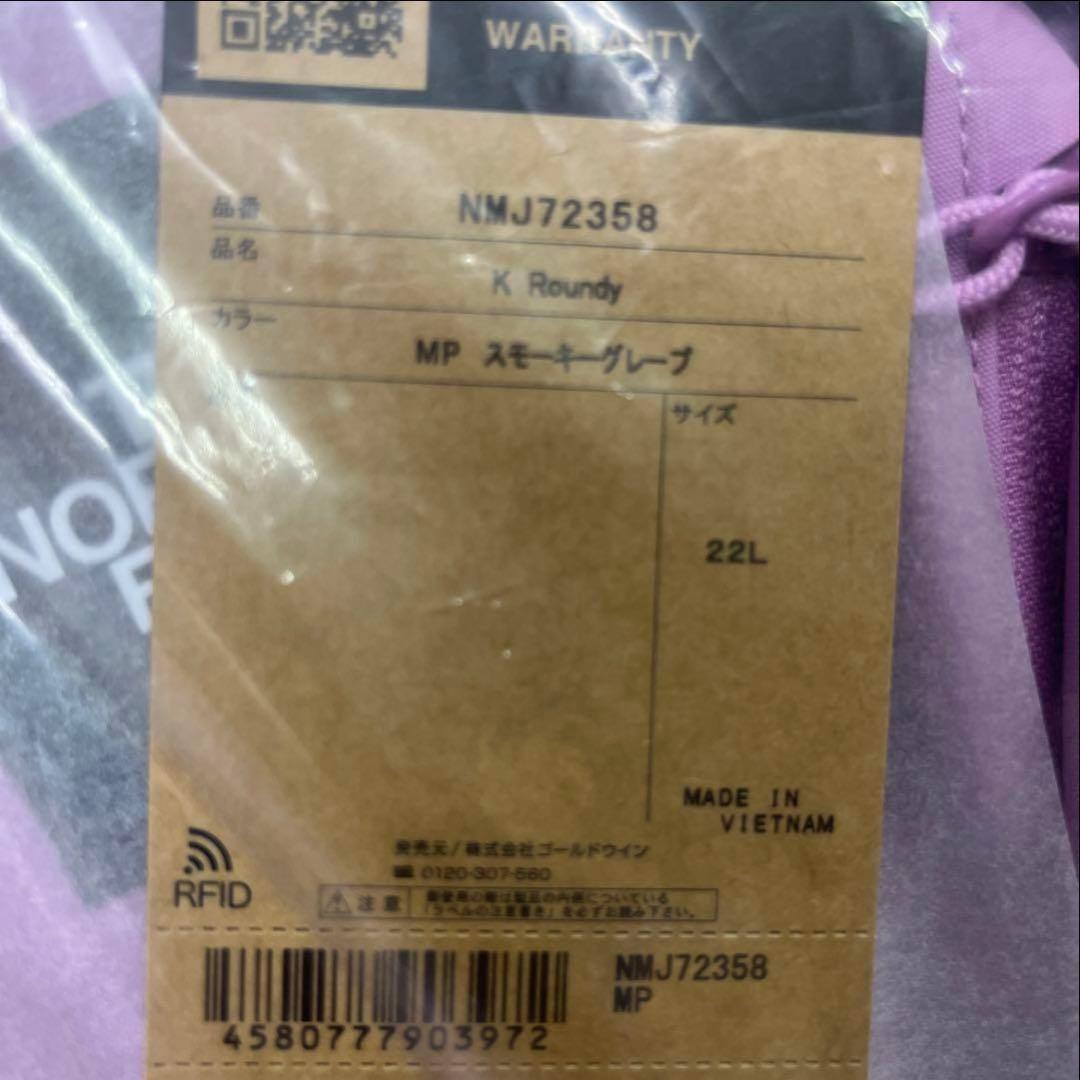 WARRANTY
品番 NMJ72358
品名
K Roundy
カラー
MP スモーキーグレープ
サイズ
22L
MADE IN
VIETNAM
発売元/株式会社ゴールドウイン
☎ 0120-307-560
RFID
⚠ 注意
御使用の際は製品の内側についている
「ラベルの注意書き」を必ずお読み下さい。
NMJ72358
MP
4580777903972
NOR
F